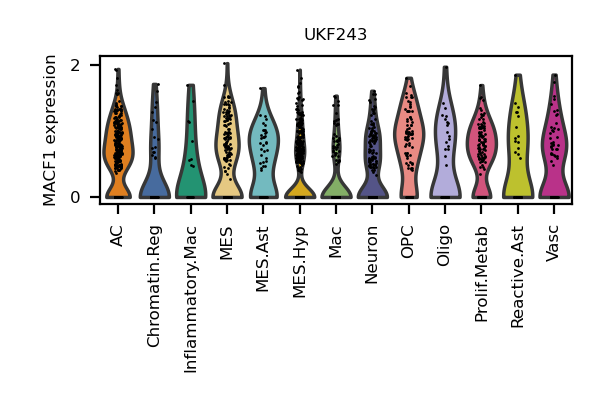 UKF243
MACF1 expression
2
0
AC
Chromatin.Reg
Inflammatory.Mac
MES
MES.Ast
MES.Hyp
Mac
Neuron
OPC
Oligo
Prolif.Metab
Reactive.Ast
Vasc